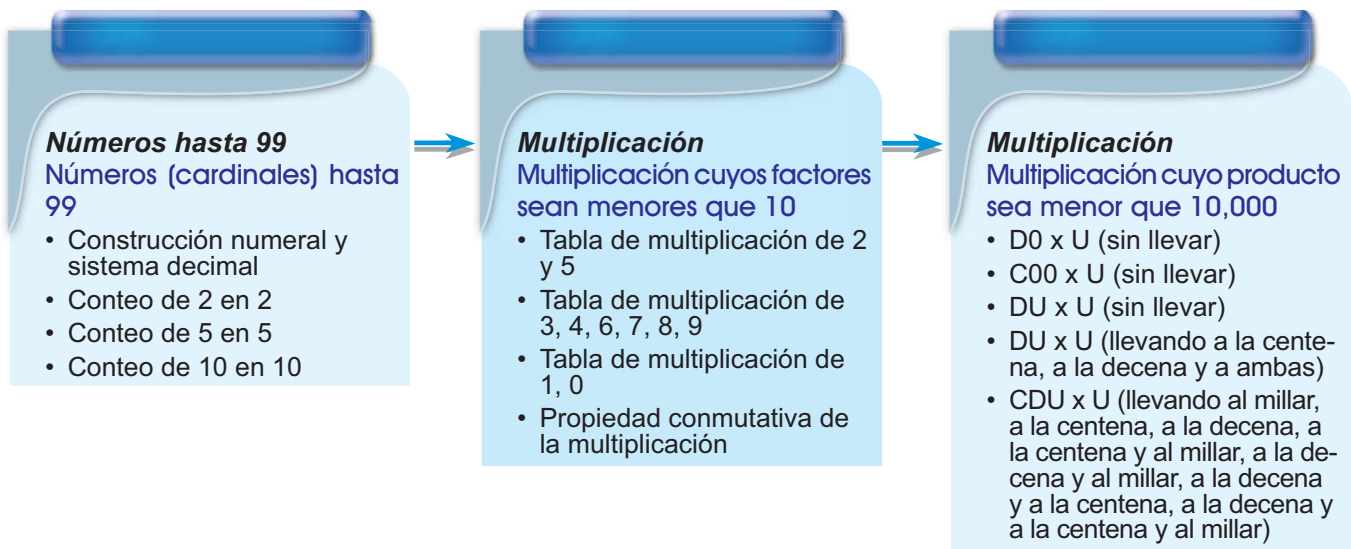 Números hasta 99
Números (cardinales) hasta
99
• Construcción numeral y
sistema decimal
• Conteo de 2 en 2
• Conteo de 5 en 5
• Conteo de 10 en 10
Multiplicación
Multiplicación cuyos factores
sean menores que 10
• Tabla de multiplicación de 2
y 5
• Tabla de multiplicación de
3, 4, 6, 7, 8, 9
• Tabla de multiplicación de
1, 0
• Propiedad conmutativa de
la multiplicación
Multiplicación
Multiplicación cuyo producto
sea menor que 10,000
• D0 x U (sin llevar)
• C00 x U (sin llevar)
• DU x U (sin llevar)
• DU x U (llevando a la cente-
na, a la decena y a ambas)
• CDU x U (llevando al millar,
a la centena, a la decena, a
la centena y al millar, a la de-
cena y al millar, a la decena
y a la centena, a la decena y
a la centena y al millar)